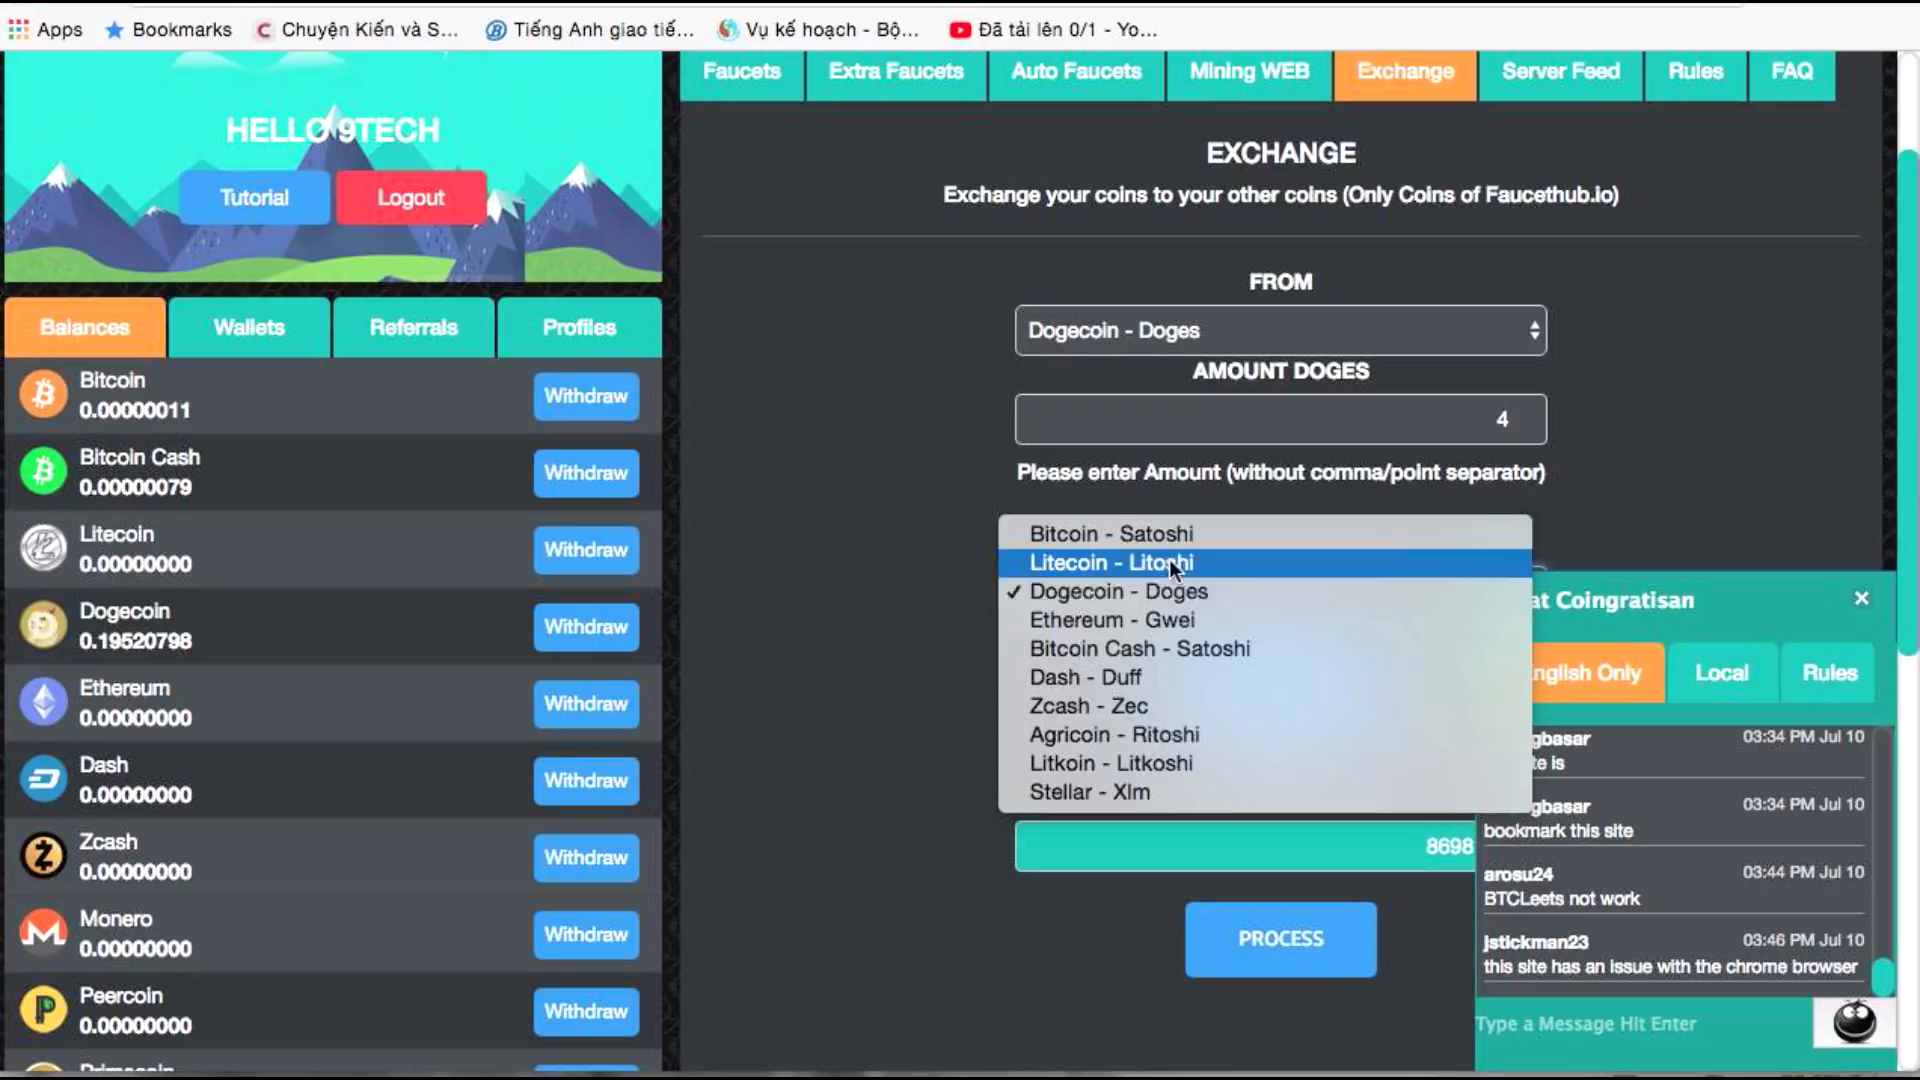 Apps
Bookmarks
Chuyện Kiến và S...
Tiếng Anh giao tiế...
Vụ kế hoạch - Bộ...
Đã tải lên 0/1 - Yo...
HELLO 9TECH
Tutorial
Logout
Balances
Wallets
Referrals
Profiles
Bitcoin
0.00000011
Withdraw
Bitcoin Cash
0.00000079
Withdraw
Litecoin
0.00000000
Withdraw
Dogecoin
0.19520798
Withdraw
Ethereum
0.00000000
Withdraw
Dash
0.00000000
Withdraw
Zcash
0.00000000
Withdraw
Monero
0.00000000
Withdraw
Peercoin
0.00000000
Withdraw
Faucets
Extra Faucets
Auto Faucets
Mining WEB
Exchange
Server Feed
Rules
FAQ
EXCHANGE
Exchange your coins to your other coins (Only Coins of Faucethub.io)
FROM
Dogecoin - Doges
AMOUNT DOGES
4
Please enter Amount (without comma/point separator)
Bitcoin - Satoshi
Litecoin - Litoshi
✓ Dogecoin - Doges
Ethereum - Gwei
Bitcoin Cash - Satoshi
Dash - Duff
Zcash - Zec
Agricoin - Ritoshi
Litkoin - Litkoshi
Stellar - Xlm
8698
PROCESS
at Coingratisan
×
nglish Only
Local
Rules
gbasar
03:34 PM Jul 10
te is
gbasar
03:34 PM Jul 10
bookmark this site
arosu24
03:44 PM Jul 10
BTCLeets not work
jstickman23
03:46 PM Jul 10
this site has an issue with the chrome browser
Type a Message Hit Enter